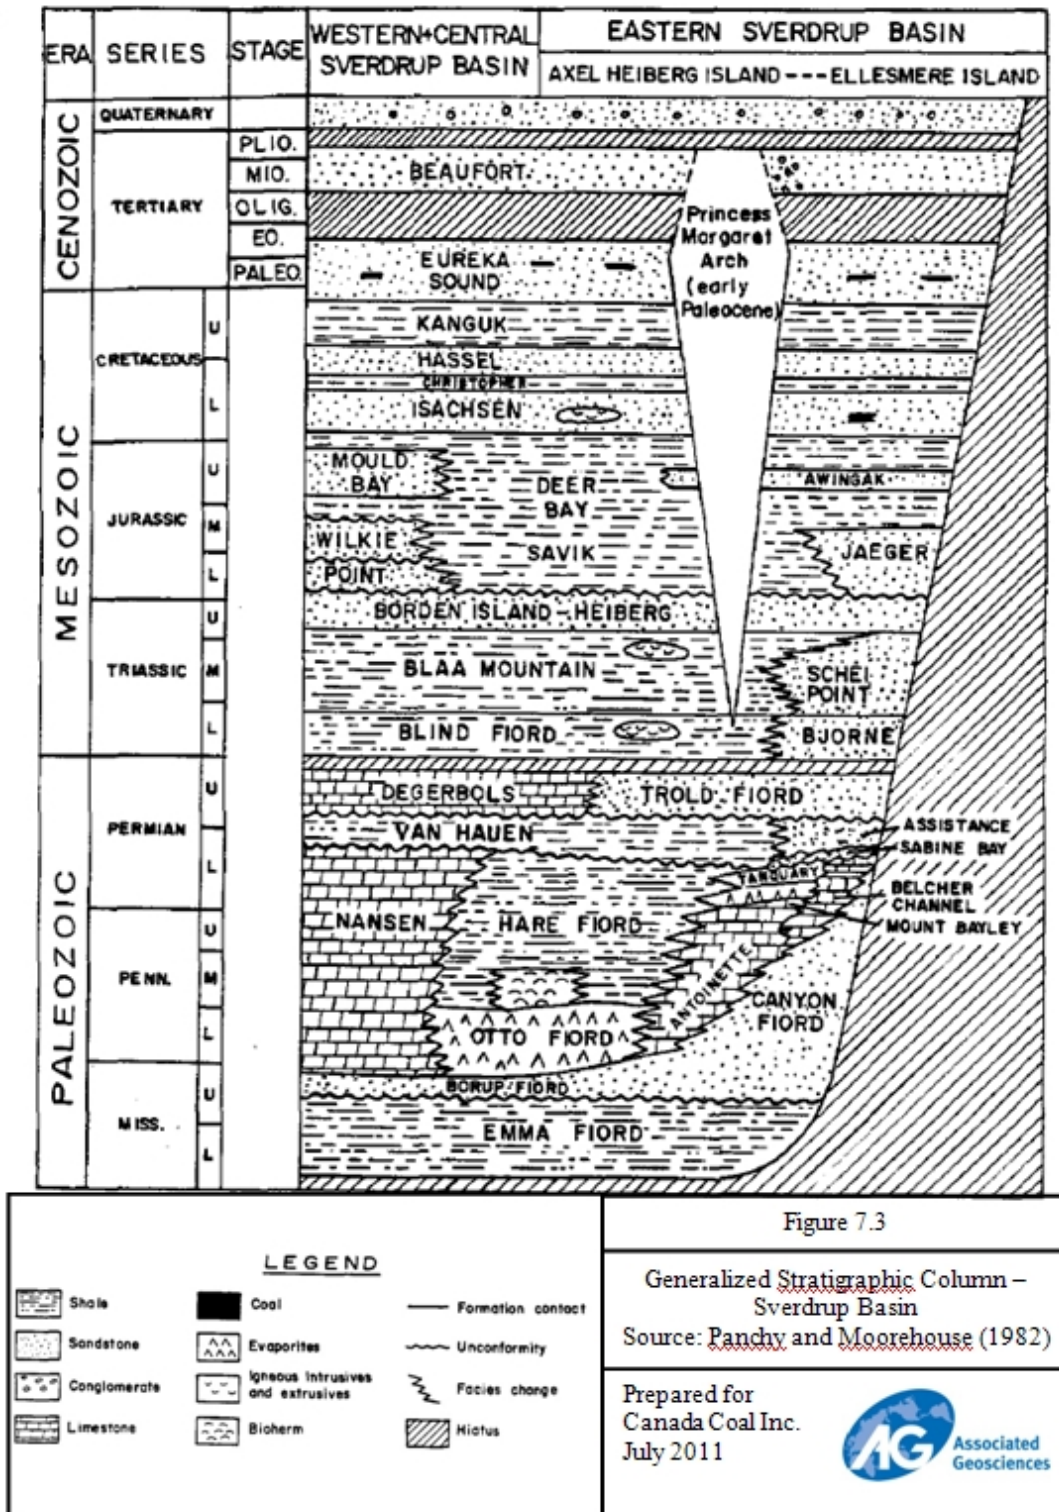 ERA
SERIES
STAGE
WESTERN+CENTRAL
SVERDRUP BASIN
EASTERN SVERDRUP BASIN
AXEL HEIBERG ISLAND --- ELLESMERE ISLAND
CENOZOIC
QUATERNARY
TERTIARY
PLIO.
MIO.
OLIG.
EO.
PALEO.
BEAUFORT
EUREKA
SOUND
Princess
Margaret
Arch
(early
Paleocene)
MESOZOIC
CRETACEOUS
U
L
KANGUK
HASSEL
CHRISTOPHER
ISACHSEN
JURASSIC
U
M
L
MOULD
BAY
DEER
BAY
AWINGAK
WILKIE
POINT
SAVIK
JAEGER
TRIASSIC
U
M
L
BORDEN ISLAND - HEIBERG
BLAA MOUNTAIN
SCHEI
POINT
BLIND FIORD
BJORNE
PALEOZOIC
PERMIAN
U
L
DEGERBOLS
TROLD FIORD
VAN HAUEN
ASSISTANCE
SABINE BAY
TANQUARY
BELCHER
CHANNEL
MOUNT BAYLEY
NANSEN
HARE FIORD
PENN.
U
M
L
ANTOINETTE
CANYON
FIORD
OTTO FIORD
MISS.
U
L
BORUP FIORD
EMMA FIORD
LEGEND
Shale
Sandstone
Conglomerate
Limestone
Coal
Evaporites
Igneous Intrusives
and extrusives
Bioherm
Formation contact
Unconformity
Facies change
Hiatus
Figure 7.3
Generalized Stratigraphic Column –
Sverdrup Basin
Source: Panchy and Moorehouse (1982)
Prepared for
Canada Coal Inc.
July 2011
AG
Associated
Geosciences